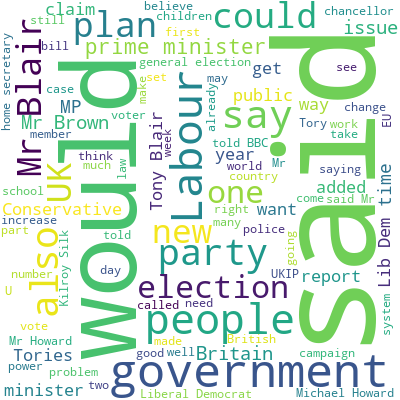 claim
believe
children
chancellor
still
plan
could
issue
first
bill
prime minister
home secretary
Mr Blair
would
said
general election
get
see
case
set
may
MP
make
public
way
change
EU
Mr Brown
voter
already
Tory
work
member
told BBC
take
say
Labour
Tony Blair
week
year
Mr
saying
think
world
UK
much
law
country
one
added
time
Lib Dem
school
also
Conservative
right
want
come
said Mr
increase
new
many
police
part
told
going
party
Kilroy Silk
day
UKIP
report
system
number
election
U
called
need
people
campaign
vote
made
British
Mr Howard
Tories
good
well
Britain
power
problem
government
minister
two
Liberal Democrat
Michael Howard